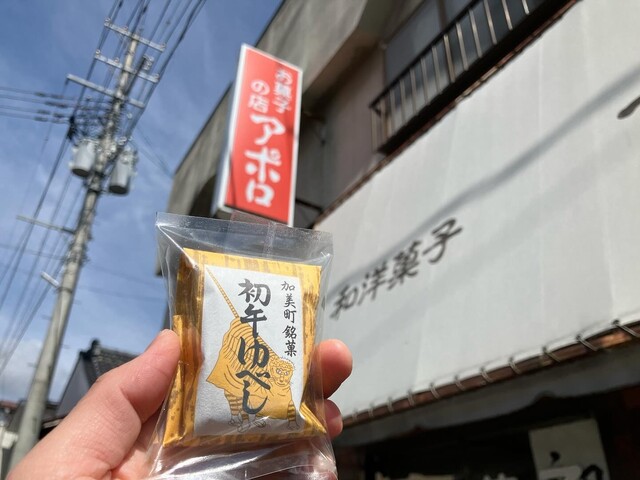 お菓子
の店
アポロ
和洋菓子
加美町 銘菓
初午ゆべし